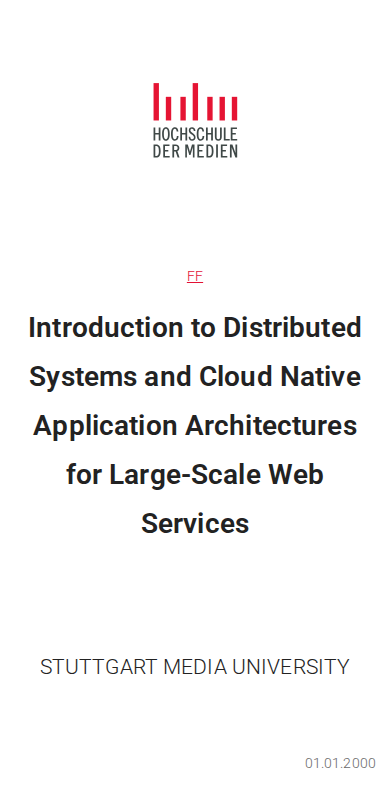 HOCHSCHULE
DER MEDIEN
FF
Introduction to Distributed
Systems and Cloud Native
Application Architectures
for Large-Scale Web
Services
STUTTGART MEDIA UNIVERSITY
01.01.2000